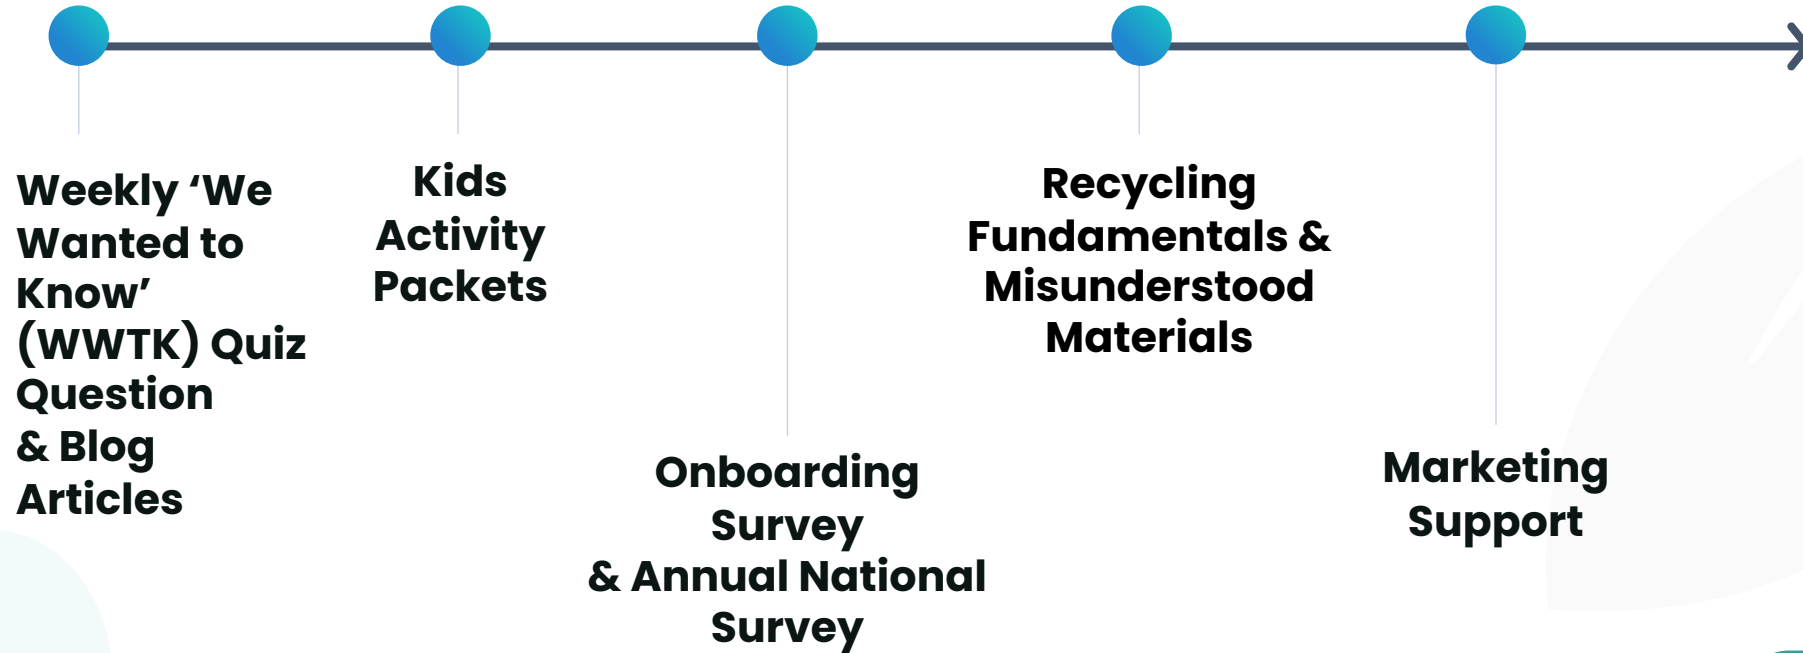 Weekly ‘We
Wanted to
Know’
(WWTK) Quiz
Question
& Blog
Articles
Kids
Activity
Packets
Onboarding
Survey
& Annual National
Survey
Recycling
Fundamentals &
Misunderstood
Materials
Marketing
Support